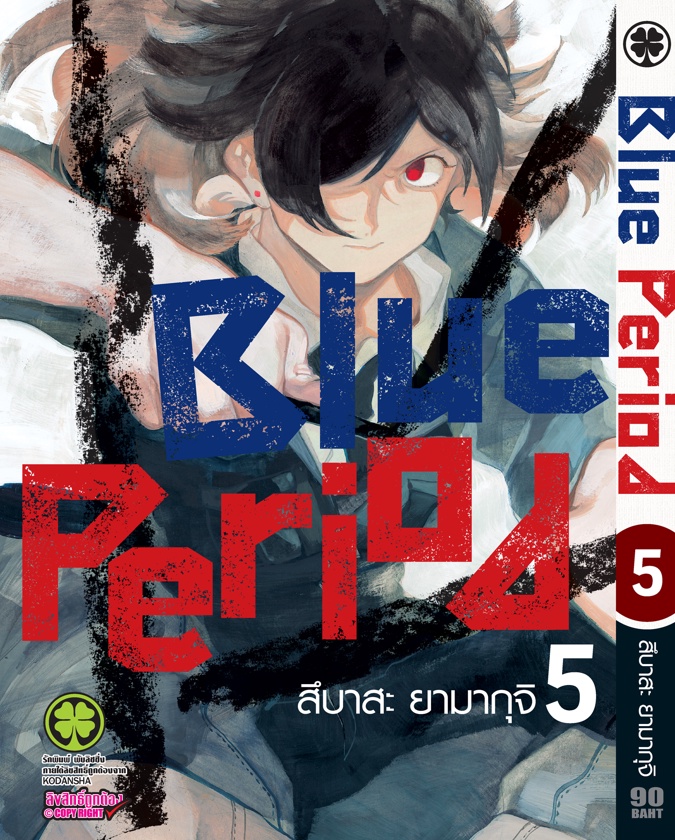 Blue
Period
สึบาสะ ยามากุจิ 5
รักพิมพ์ พับลิชชิ่ง
ภายใต้ลิขสิทธิ์ถูกต้องจาก
KODANSHA
ลิขสิทธิ์ถูกต้อง
© COPY RIGHT
Blue Period
5
สึบาสะ ยามากุจิ
90
BAHT